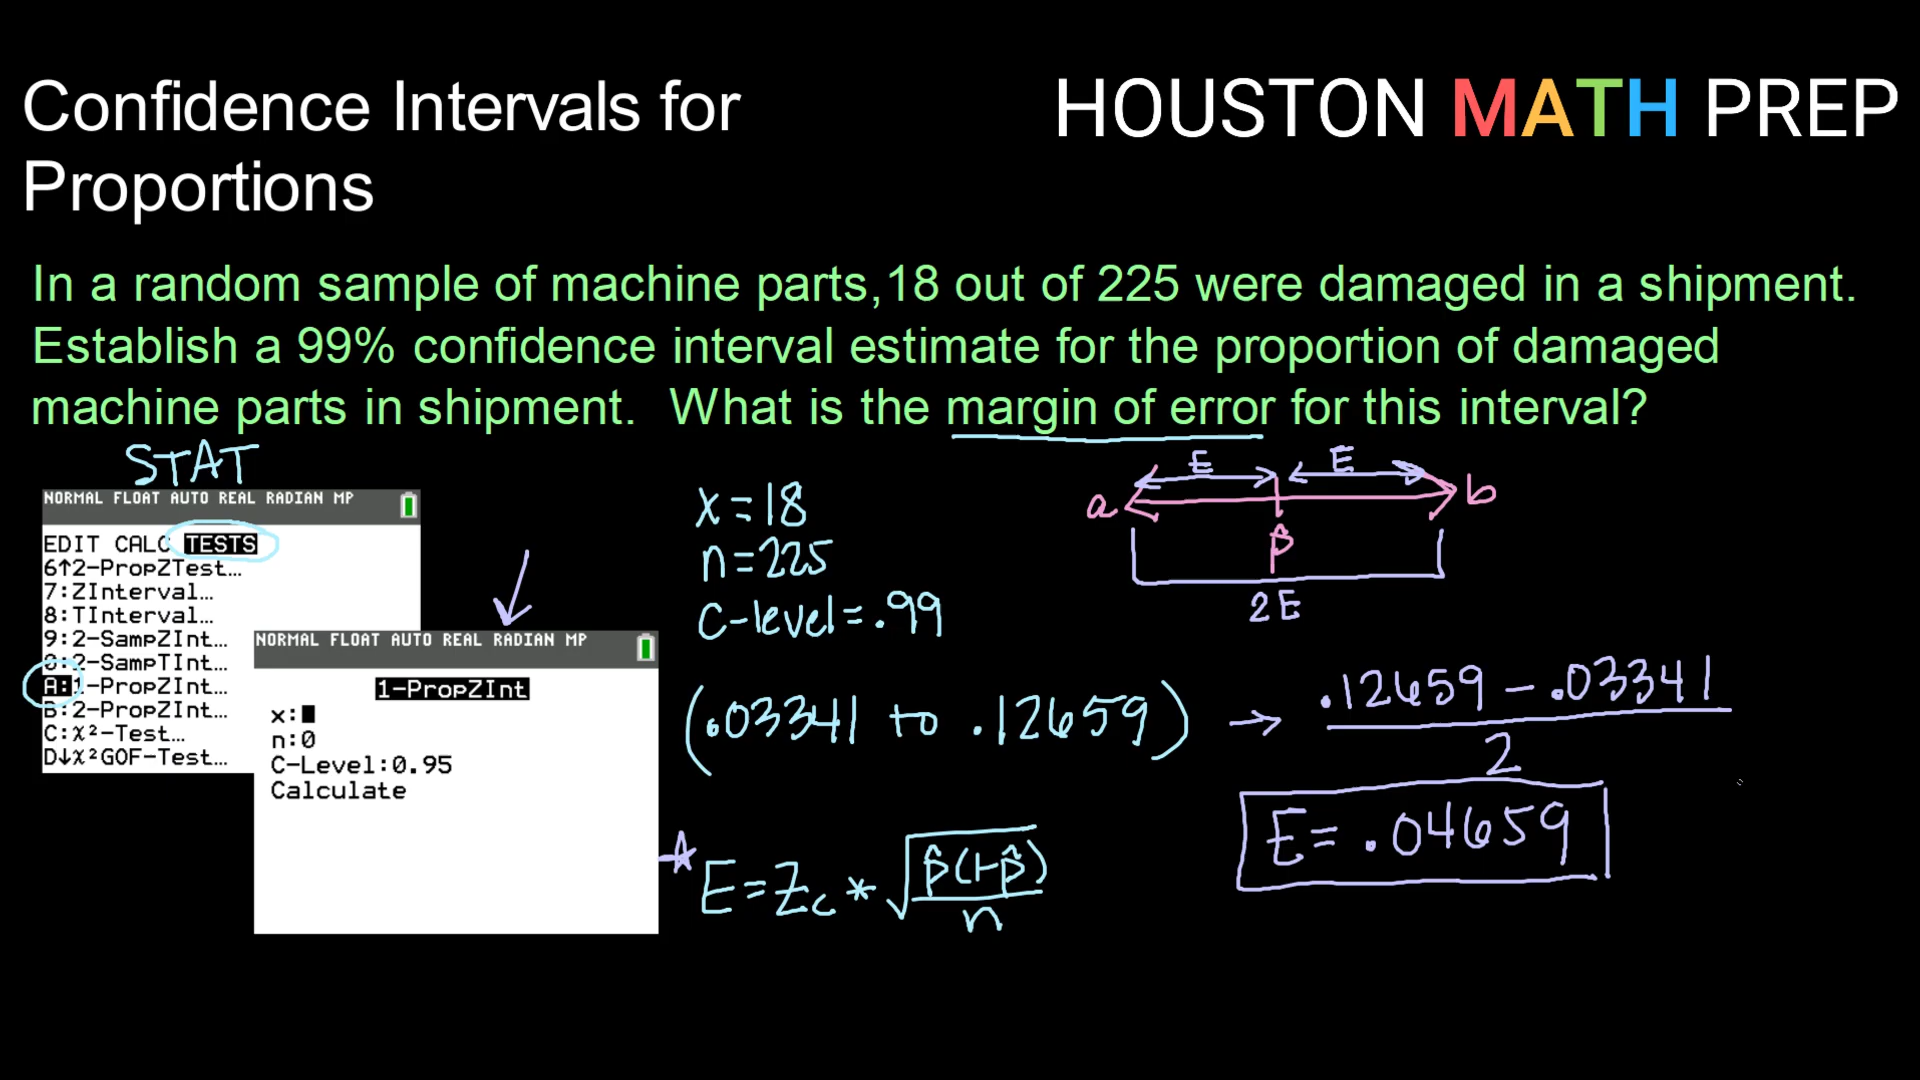 Confidence Intervals for
Proportions
HOUSTON MATH PREP
In a random sample of machine parts,18 out of 225 were damaged in a shipment.
Establish a 99% confidence interval estimate for the proportion of damaged
machine parts in shipment. What is the margin of error for this interval?
STAT
NORMAL FLOAT AUTO REAL RADIAN MP
EDIT CALC TESTS
6↑2-PropZTest…
7:ZInterval…
8:TInterval…
9:2-SampZInt…
0:2-SampTInt…
A:1-PropZInt…
B:2-PropZInt…
C:χ²-Test…
D↓χ²GOF-Test…
NORMAL FLOAT AUTO REAL RADIAN MP
1-PropZInt
x:
n:0
C-Level:0.95
Calculate
x = 18
n = 225
C-level = .99
(.03341 to .12659)
E = Zc * √(p̂(1-p̂)/n)
E E
a b
p̂
2E
→ .12659 - .03341
2
E = .04659